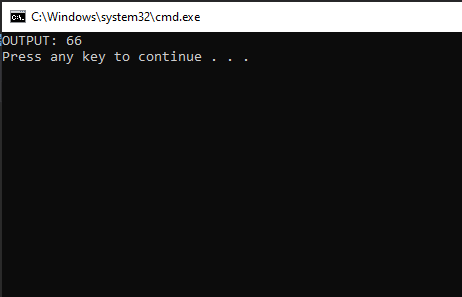 C:\Windows\system32\cmd.exe
OUTPUT: 66
Press any key to continue . . .